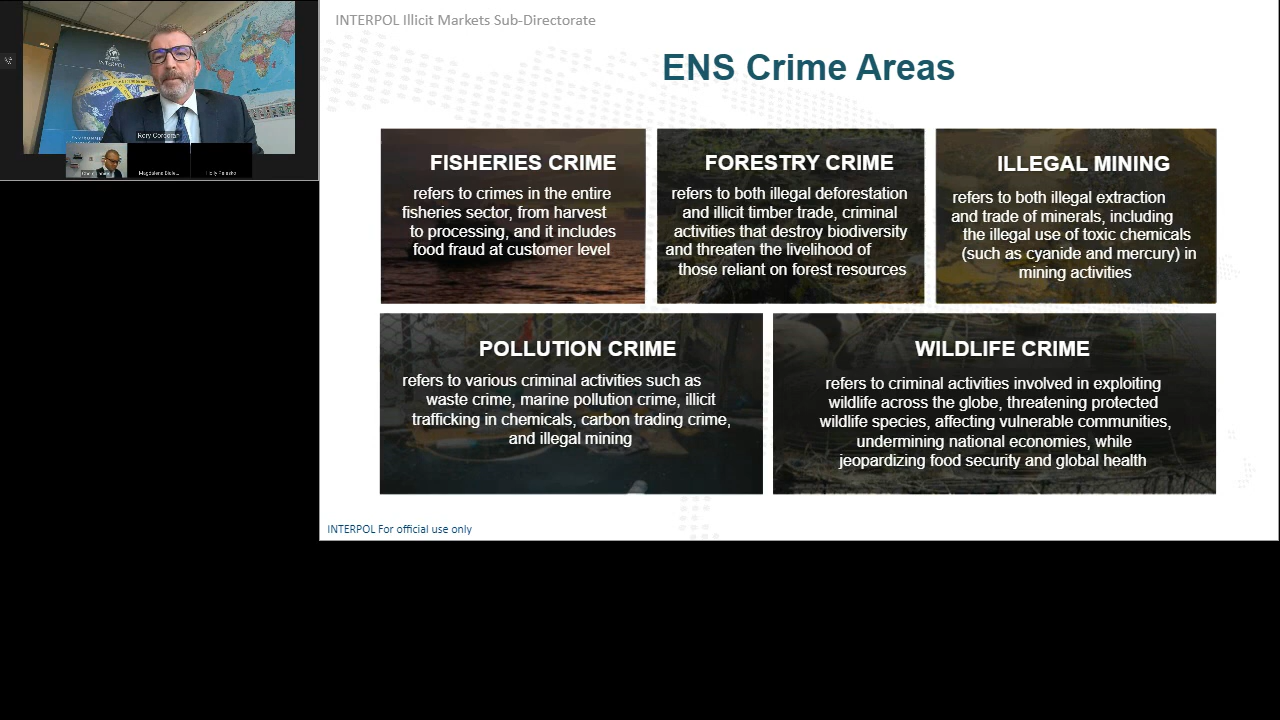 INTERPOL
Rory Corcoran
INTERPOL Illicit Markets Sub-Directorate
ENS Crime Areas
FISHERIES CRIME
refers to crimes in the entire
fisheries sector, from harvest
to processing, and it includes
food fraud at customer level
FORESTRY CRIME
refers to both illegal deforestation
and illicit timber trade, criminal
activities that destroy biodiversity
and threaten the livelihood of
those reliant on forest resources
ILLEGAL MINING
refers to both illegal extraction
and trade of minerals, including
the illegal use of toxic chemicals
(such as cyanide and mercury) in
mining activities
POLLUTION CRIME
refers to various criminal activities such as
waste crime, marine pollution crime, illicit
trafficking in chemicals, carbon trading crime,
and illegal mining
WILDLIFE CRIME
refers to criminal activities involved in exploiting
wildlife across the globe, threatening protected
wildlife species, affecting vulnerable communities,
undermining national economies, while
jeopardizing food security and global health
INTERPOL For official use only